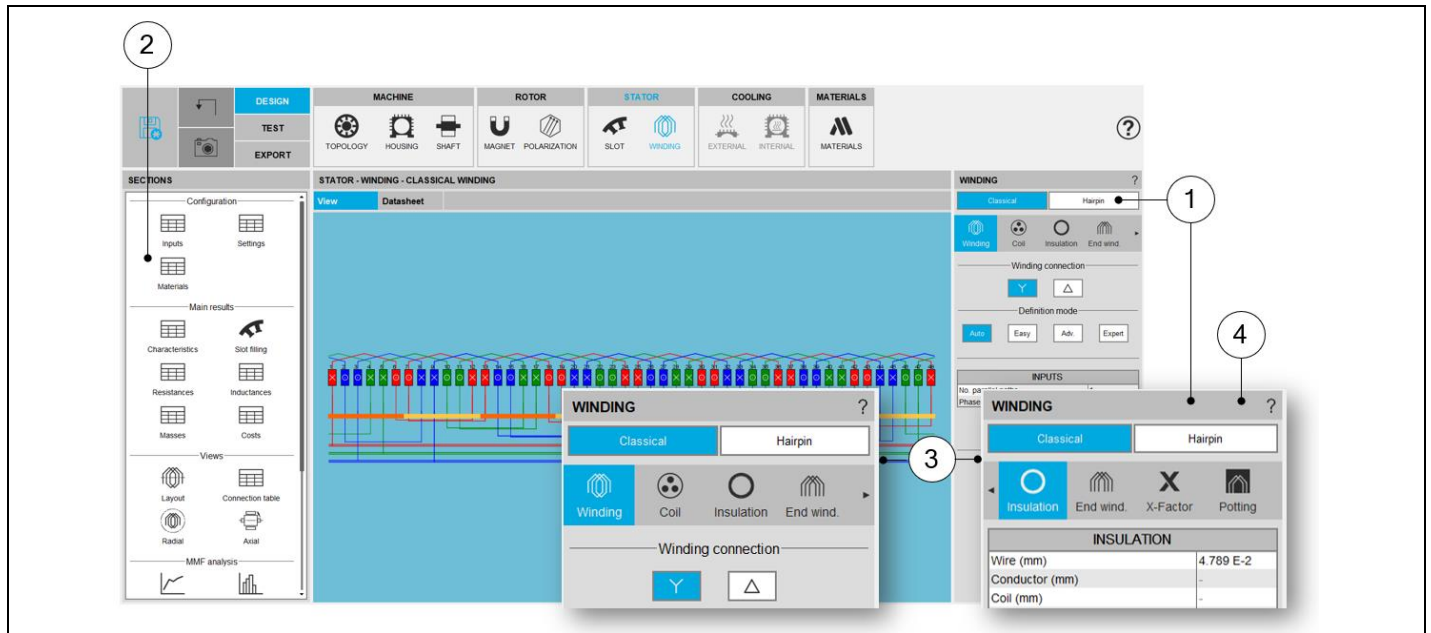 2
DESIGN
TEST
EXPORT
MACHINE
TOPOLOGY HOUSING SHAFT
ROTOR
MAGNET POLARIZATION
STATOR
SLOT WINDING
COOLING
EXTERNAL INTERNAL
MATERIALS
MATERIALS
?
SECTIONS
Configuration
Inputs Settings
Materials
Main results
Characteristics Slot filling
Resistances Inductances
Masses Costs
Views
Layout Connection table
Radial Axial
MMF analysis
STATOR - WINDING - CLASSICAL WINDING
View Datasheet
WINDING ?
Classical Hairpin
1
Winding Coil Insulation End wind.
Winding connection
Y Δ
Definition mode
Auto Easy Adv. Expert
INPUTS
4
WINDING ?
Classical Hairpin
Winding Coil Insulation End wind.
Winding connection
Y Δ
3
WINDING ?
Classical Hairpin
Insulation End wind. X-Factor Potting
INSULATION
Wire (mm) 4.789 E-2
Conductor (mm) -
Coil (mm) -